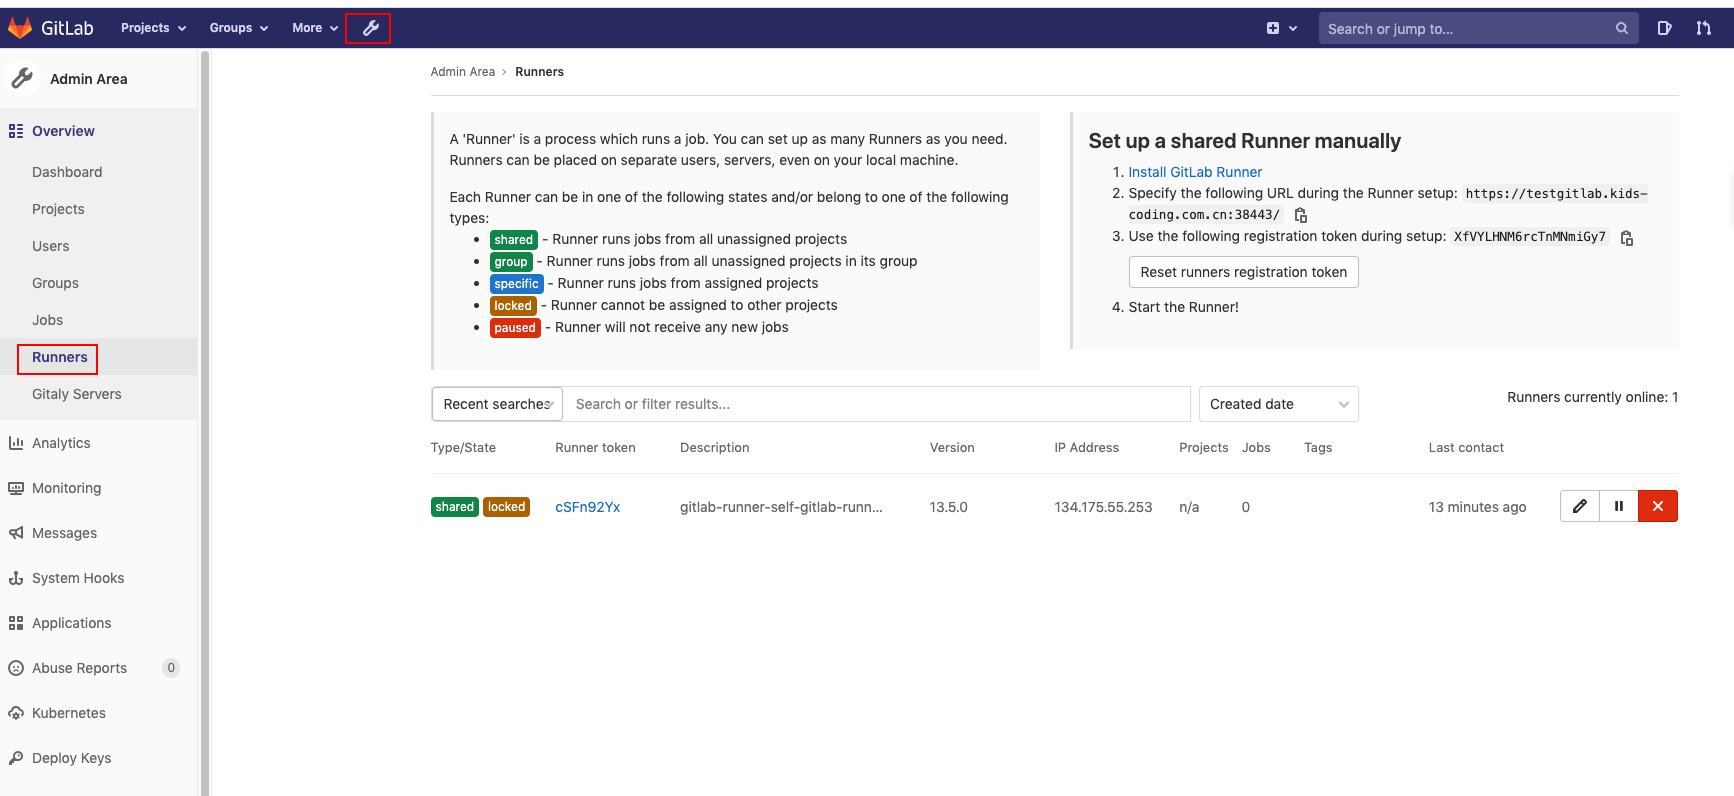 GitLab
Projects
Groups
More
Search or jump to...
Admin Area
Overview
Dashboard
Projects
Users
Groups
Jobs
Runners
Gitaly Servers
Analytics
Monitoring
Messages
System Hooks
Applications
Abuse Reports 0
Kubernetes
Deploy Keys
Admin Area > Runners
A 'Runner' is a process which runs a job. You can set up as many Runners as you need.
Runners can be placed on separate users, servers, even on your local machine.
Each Runner can be in one of the following states and/or belong to one of the following
types:
shared - Runner runs jobs from all unassigned projects
group - Runner runs jobs from all unassigned projects in its group
specific - Runner runs jobs from assigned projects
locked - Runner cannot be assigned to other projects
paused - Runner will not receive any new jobs
Set up a shared Runner manually
1. Install GitLab Runner
2. Specify the following URL during the Runner setup: https://testgitlab.kids-
coding.com.cn:38443/
3. Use the following registration token during setup: XfVYLHNM6rcTnMNmiGy7
Reset runners registration token
4. Start the Runner!
Recent searches
Search or filter results...
Created date
Runners currently online: 1
Type/State Runner token Description Version IP Address Projects Jobs Tags Last contact
shared locked cSFn92Yx gitlab-runner-self-gitlab-runn... 13.5.0 134.175.55.253 n/a 0 13 minutes ago